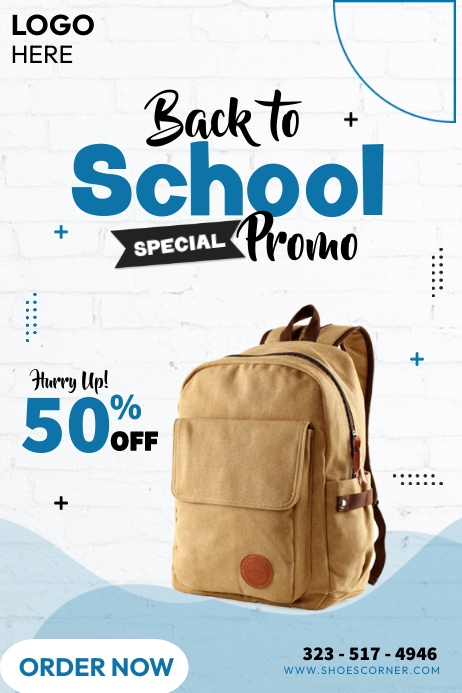 LOGO
HERE
Back to
School
SPECIAL Promo
Hurry Up!
50%
OFF
323 - 517 - 4946
WWW.SHOESCORNER.COM
ORDER NOW